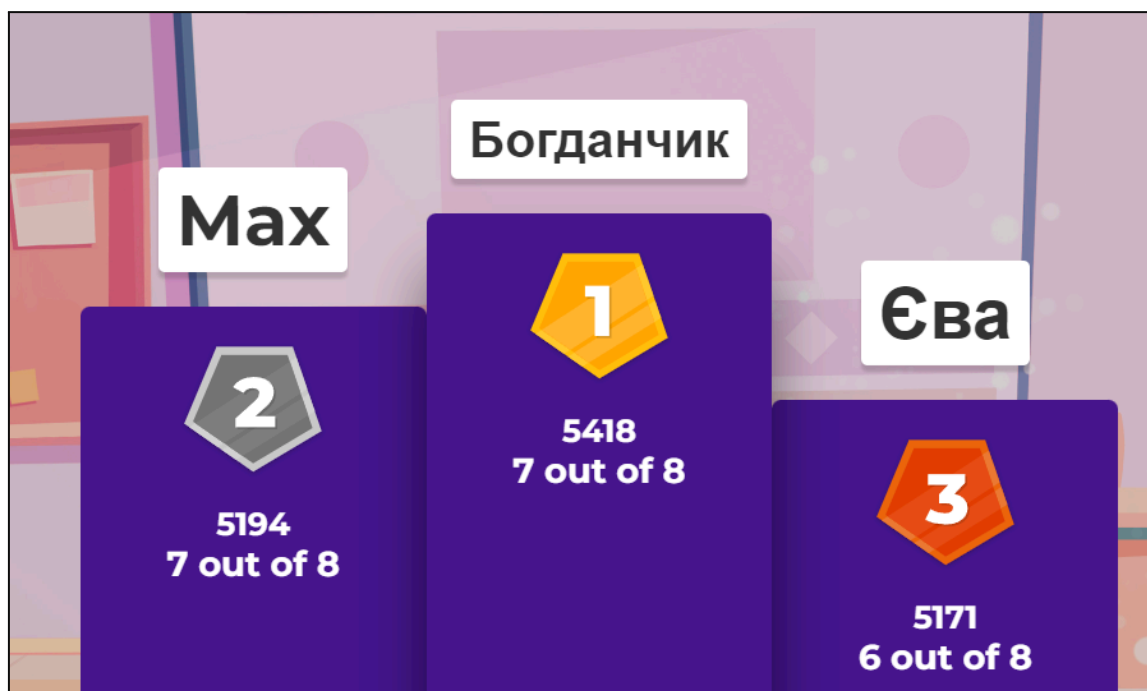 Богданчик
Max
Єва
1
5418
7 out of 8
2
5194
7 out of 8
3
5171
6 out of 8